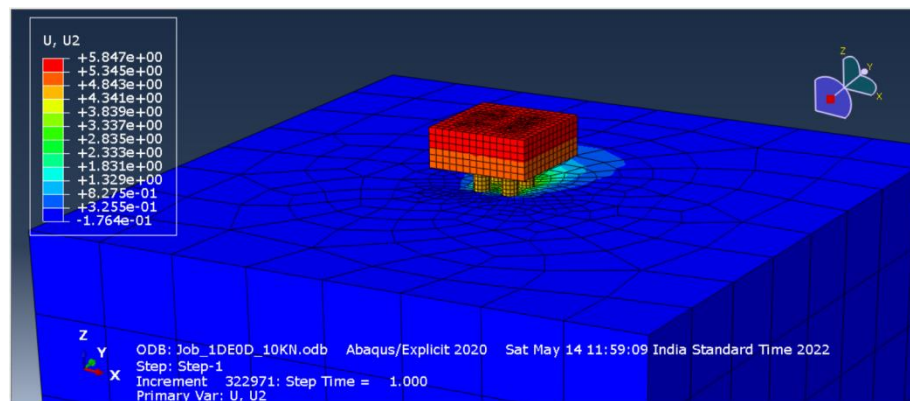 U, U2
+5.847e+00
+5.345e+00
+4.843e+00
+4.341e+00
+3.839e+00
+3.337e+00
+2.835e+00
+2.333e+00
+1.831e+00
+1.329e+00
+8.275e-01
+3.255e-01
-1.764e-01
Z
Y
X
Z
Y
X
ODB: Job_1DE0D_10KN.odb Abaqus/Explicit 2020 Sat May 14 11:59:09 India Standard Time 2022
Step: Step-1
Increment 322971: Step Time = 1.000
Primary Var: U, U2